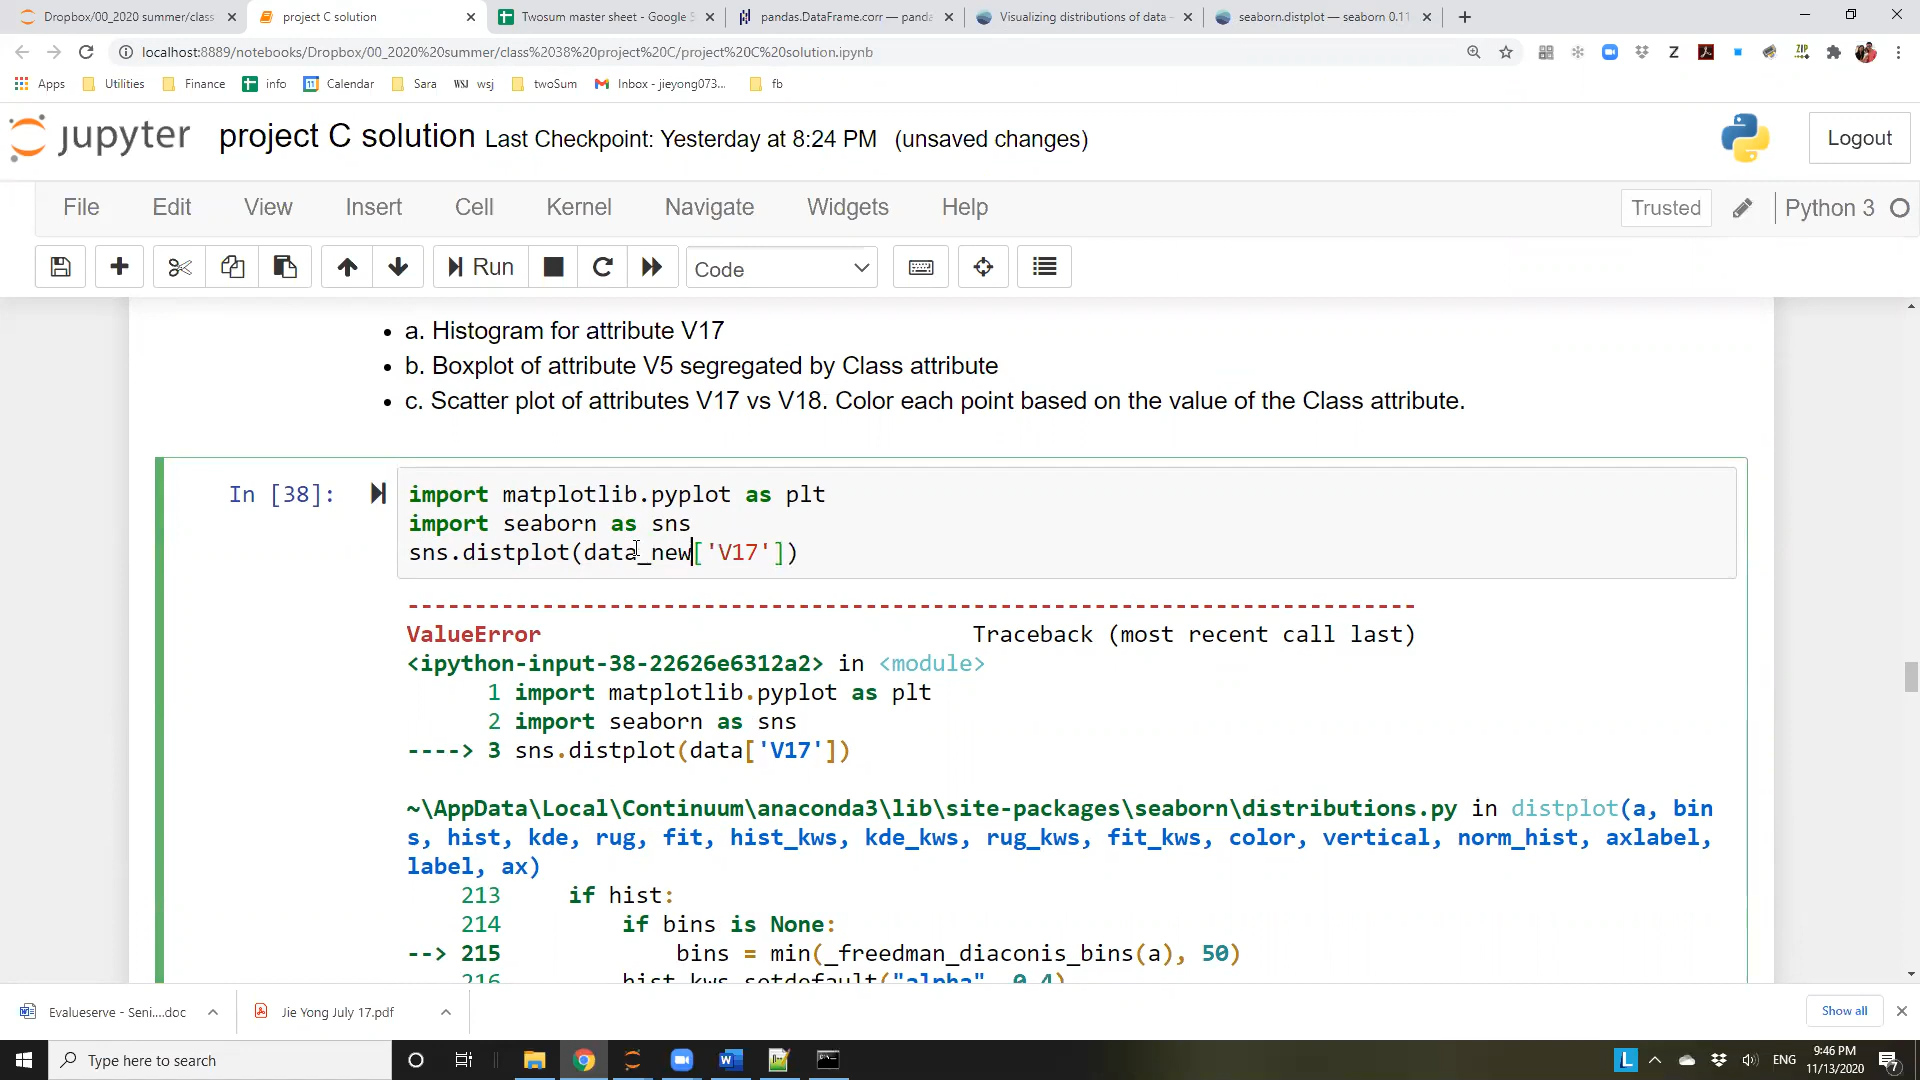 Dropbox/00_2020 summer/class
project C solution
Twosum master sheet - Google S
pandas.DataFrame.corr — panda
Visualizing distributions of data -
seaborn.distplot — seaborn 0.11
localhost:8889/notebooks/Dropbox/00_2020%20summer/class%2038%20project%20C/project%20C%20solution.ipynb
Apps
Utilities
Finance
info
Calendar
Sara
WSJ wsj
twoSum
Inbox - jieyong073...
fb
jupyter project C solution Last Checkpoint: Yesterday at 8:24 PM (unsaved changes)
Logout
File Edit View Insert Cell Kernel Navigate Widgets Help
Trusted
Python 3
Run
Code
• a. Histogram for attribute V17
• b. Boxplot of attribute V5 segregated by Class attribute
• c. Scatter plot of attributes V17 vs V18. Color each point based on the value of the Class attribute.
In [38]:
import matplotlib.pyplot as plt
import seaborn as sns
sns.distplot(data_new['V17'])
---------------------------------------------------------------------------
ValueError Traceback (most recent call last)
<ipython-input-38-22626e6312a2> in <module>
1 import matplotlib.pyplot as plt
2 import seaborn as sns
----> 3 sns.distplot(data['V17'])
~\AppData\Local\Continuum\anaconda3\lib\site-packages\seaborn\distributions.py in distplot(a, bin
s, hist, kde, rug, fit, hist_kws, kde_kws, rug_kws, fit_kws, color, vertical, norm_hist, axlabel,
label, ax)
213 if hist:
214 if bins is None:
--> 215 bins = min(_freedman_diaconis_bins(a), 50)
216 hist_kws.setdefault("alpha", 0.4)
Evalueserve - Seni....doc
Jie Yong July 17.pdf
Show all
Type here to search
ENG
9:46 PM
11/13/2020
7